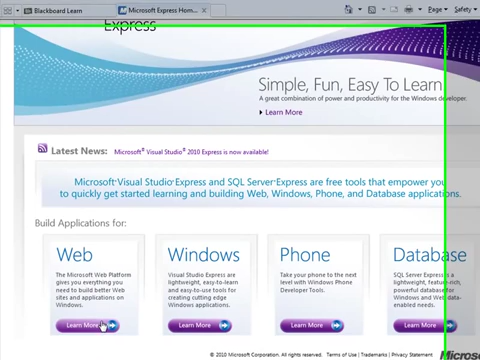 Blackboard Learn
Microsoft Express Hom...
Page
Safety
Express
Simple, Fun, Easy To Learn
A great combination of power and productivity for the Windows developer.
Learn More
Latest News: Microsoft® Visual Studio® 2010 Express is now available!
Microsoft® Visual Studio® Express and SQL Server® Express are free tools that empower you
to quickly get started learning and building Web, Windows, Phone, and Database applications.
Build Applications for:
Web
The Microsoft Web Platform
gives you everything you
need to build better Web
sites and applications on
Windows.
Learn More
Windows
Visual Studio Express are
lightweight, easy-to-learn
and easy-to-use tools for
creating cutting edge
Windows applications.
Learn More
Phone
Take your phone to the
next level with Windows
Phone Developer Tools.
Learn More
Database
SQL Server Express is a
lightweight, feature-rich,
powerful database for
Windows and Web data-
enabled needs.
Learn More
© 2010 Microsoft Corporation. All rights reserved. Terms of Use | Trademarks | Privacy Statement